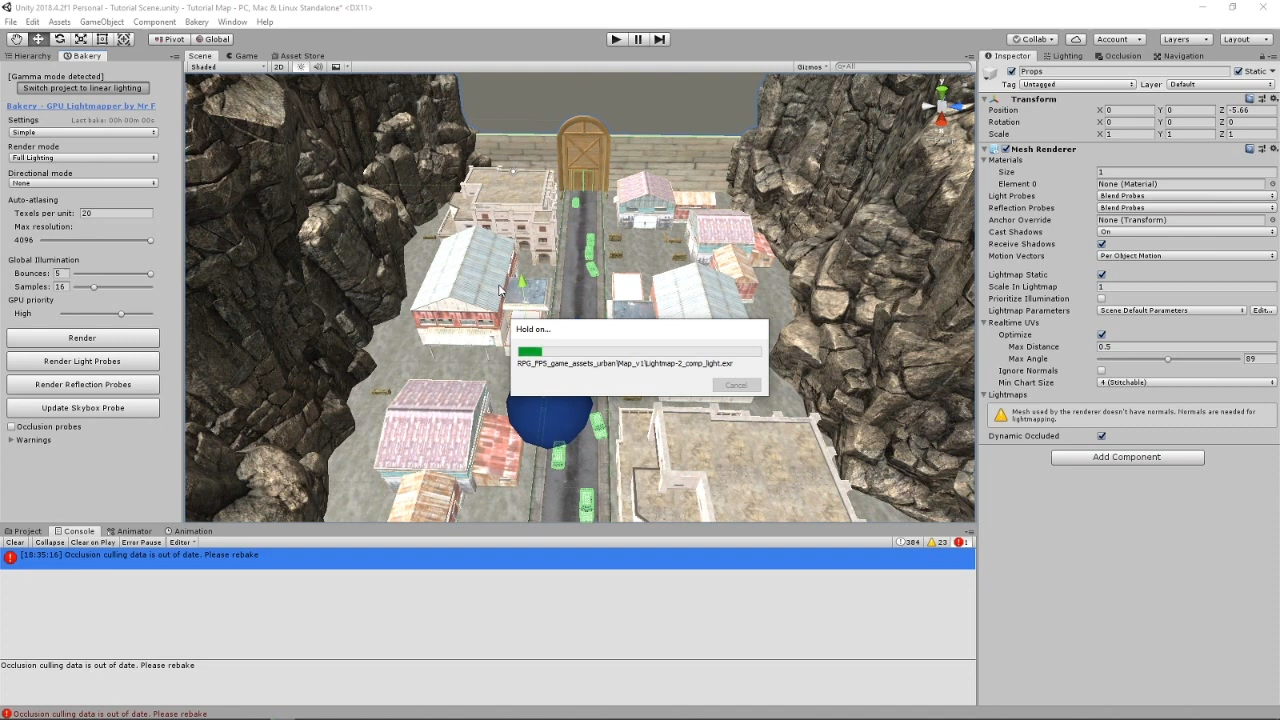 Unity 2018.4.2f1 Personal - Tutorial Scene.unity - Tutorial Map - PC, Mac & Linux Standalone* <DX11>
File Edit Assets GameObject Component Bakery Window Help
Pivot Global Collab Account Layers Layout
Hierarchy Bakery
[Gamma mode detected]
Switch project to linear lighting
Bakery - GPU Lightmapper by Mr F
Settings Last bake: 00h 00m 00s
Simple
Render mode
Full Lighting
Directional mode
None
Auto-atlasing
Texels per unit: 20
Max resolution:
4096
Global Illumination
Bounces: 5
Samples: 16
GPU priority
High
Render
Render Light Probes
Render Reflection Probes
Update Skybox Probe
Occlusion probes
Warnings
Scene Game Asset Store
Shaded 2D Gizmos All
y
Hold on...
RPG_FPS_game_assets_urban\Map_v1\Lightmap-2_comp_light.exr
Cancel
Project Console Animator Animation
Clear Collapse Clear on Play Error Pause Editor 384 23 1
[18:35:16] Occlusion culling data is out of date. Please rebake
Occlusion culling data is out of date. Please rebake
Occlusion culling data is out of date. Please rebake
Inspector Lighting Occlusion Navigation
Props Static
Tag Untagged Layer Default
Transform
Position X 0 Y 0 Z -5.66
Rotation X 0 Y 0 Z 0
Scale X 1 Y 1 Z 1
Mesh Renderer
Materials
Size 1
Element 0 None (Material)
Light Probes Blend Probes
Reflection Probes Blend Probes
Anchor Override None (Transform)
Cast Shadows On
Receive Shadows
Motion Vectors Per Object Motion
Lightmap Static
Scale In Lightmap 1
Prioritize Illumination
Lightmap Parameters Scene Default Parameters Edit...
Realtime UVs
Optimize
Max Distance 0.5
Max Angle 89
Ignore Normals
Min Chart Size 4 (Stitchable)
Lightmaps
Mesh used by the renderer doesn't have normals. Normals are needed for
lightmapping.
Dynamic Occluded
Add Component